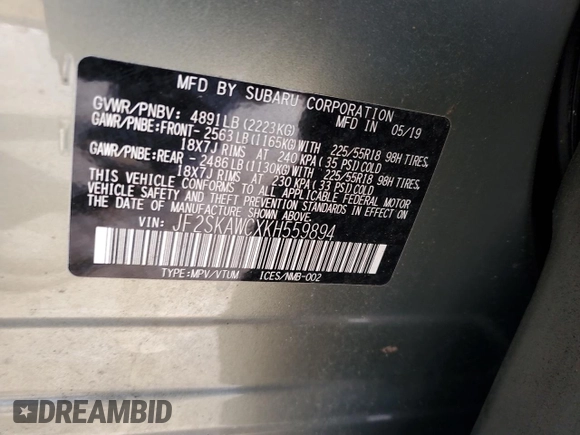 MFD BY SUBARU CORPORATION
GVWR/PNBV: 4891LB(2223KG) MFD IN 05/19
GAWR/PNBE:FRONT- 2563LB(1165KG)WITH 225/55R18 98H TIRES,
18X7J RIMS AT 240 KPA(35 PSI)COLD
GAWR/PNBE:REAR - 2486LB(1130KG)WITH 225/55R18 98H TIRES,
18X7J RIMS AT 230 KPA(33 PSI)COLD
THIS VEHICLE CONFORMS TO ALL APPLICABLE FEDERAL MOTOR
VEHICLE SAFETY AND THEFT PREVENTION STANDARDS IN EFFECT ON
THE DATE OF MANUFACTURE SHOWN ABOVE.
VIN: JF2SKAWCXKH559894
TYPE:MPV/VTUM ICES/NMB-002
DREAMBID